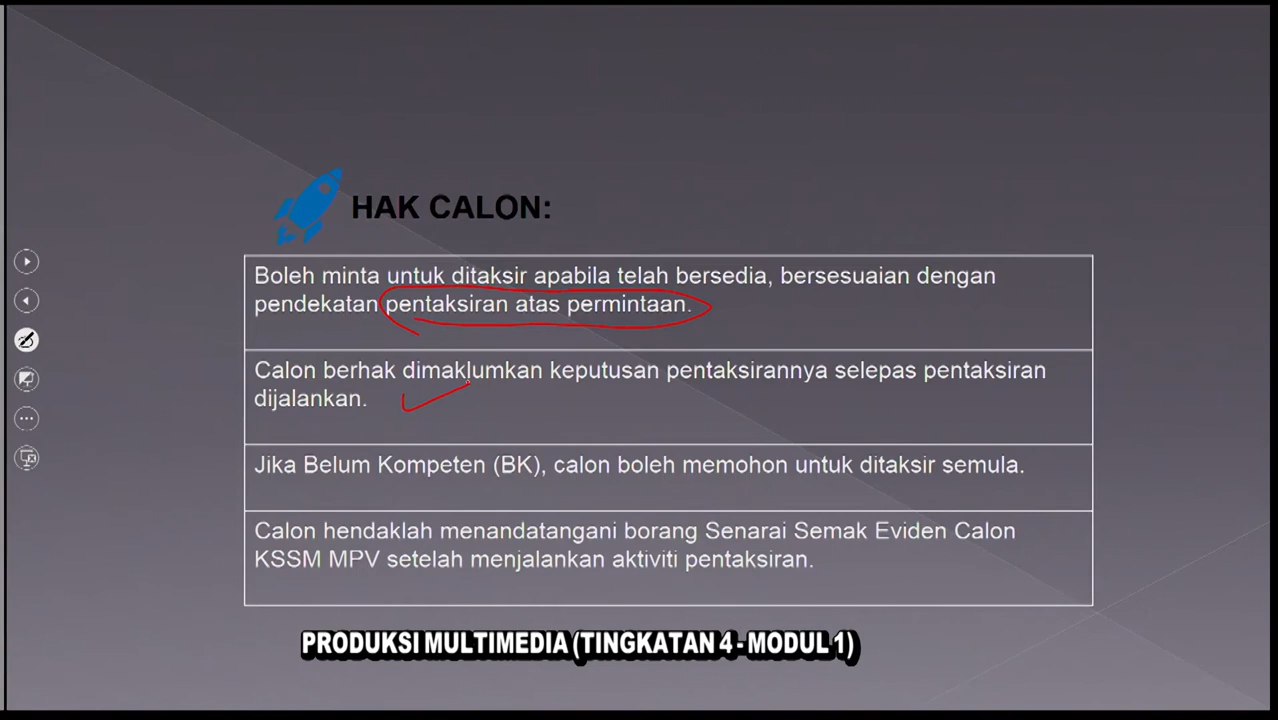 HAK CALON:
Boleh minta untuk ditaksir apabila telah bersedia, bersesuaian dengan
pendekatan pentaksiran atas permintaan.
Calon berhak dimaklumkan keputusan pentaksirannya selepas pentaksiran
dijalankan.
Jika Belum Kompeten (BK), calon boleh memohon untuk ditaksir semula.
Calon hendaklah menandatangani borang Senarai Semak Eviden Calon
KSSM MPV setelah menjalankan aktiviti pentaksiran.
PRODUKSI MULTIMEDIA (TINGKATAN 4 - MODUL 1)